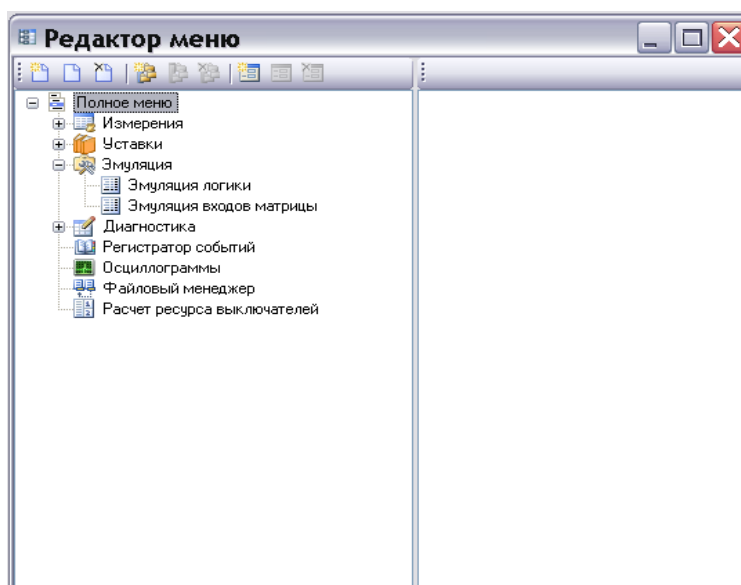 Редактор меню
Полное меню
Измерения
Уставки
Эмуляция
Эмуляция логики
Эмуляция входов матрицы
Диагностика
Регистратор событий
Осциллограммы
Файловый менеджер
Расчет ресурса выключателей